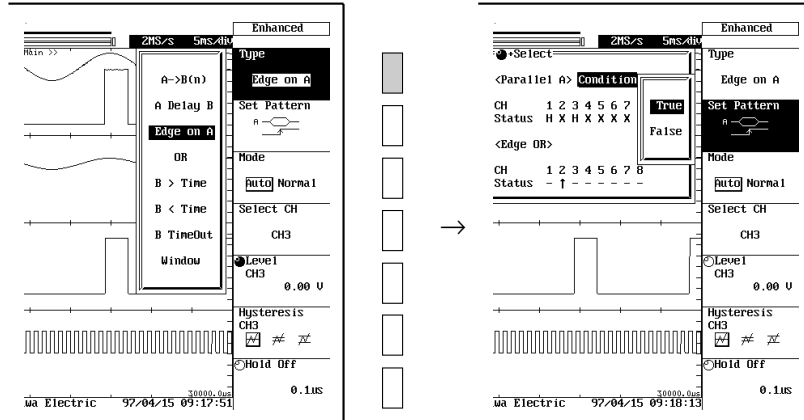 Enhanced
2MS/s 5ms/div
Main >>
A->B(n)
A Delay B
Edge on A
OR
B > Time
B < Time
B TimeOut
Window
Type
Edge on A
Set Pattern
A
Mode
Auto Normal
Select CH
CH3
Level
CH3
0.00 V
Hysteresis
CH3
Hold Off
0.1us
30000.0us
wa Electric 97/04/15 09:17:51
→
Enhanced
2MS/s 5ms/div
+Select
<Parallel A> Condition
True
False
CH 1 2 3 4 5 6 7
Status H X H X X X X
<Edge OR>
CH 1 2 3 4 5 6 7 8
Status - ↑ - - - - - -
Type
Edge on A
Set Pattern
A
Mode
Auto Normal
Select CH
CH3
Level
CH3
0.00 V
Hysteresis
CH3
Hold Off
0.1us
30000.0us
wa Electric 97/04/15 09:18:13